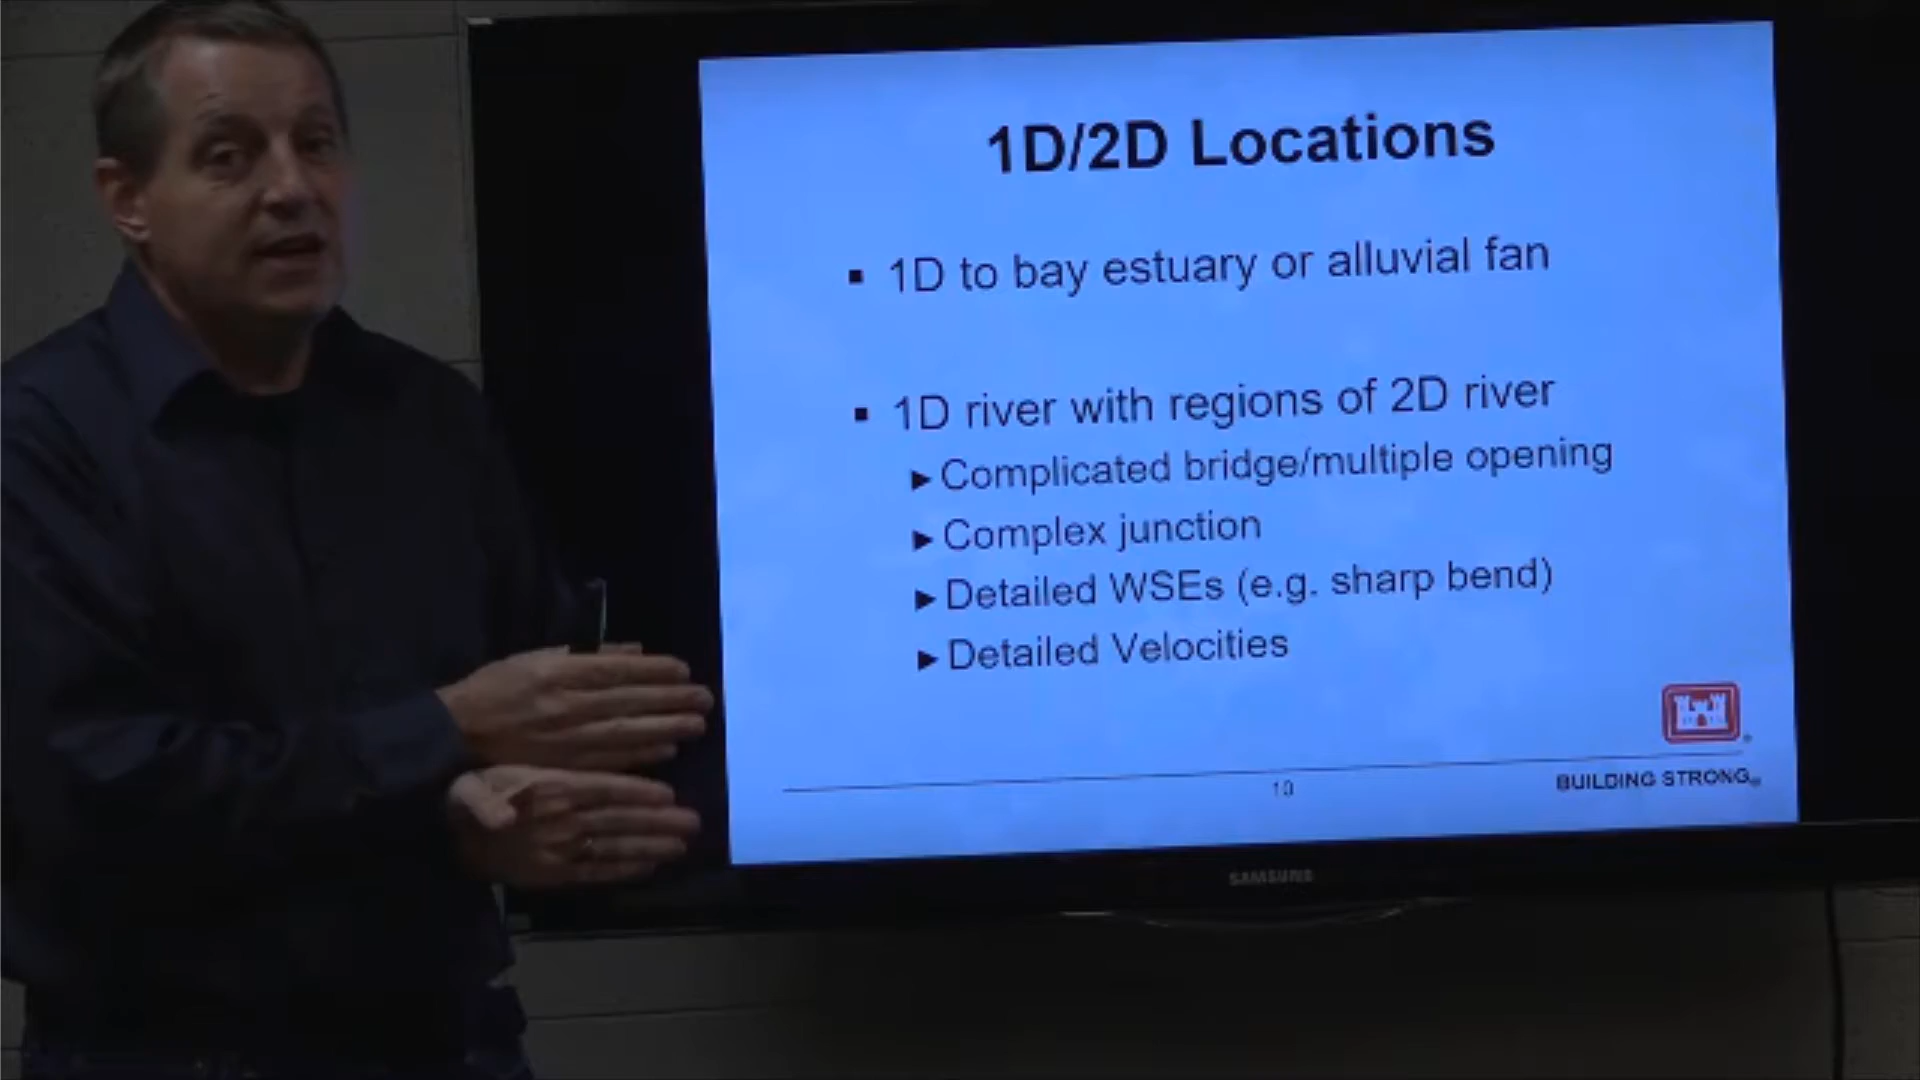 1D/2D Locations
▪ 1D to bay estuary or alluvial fan
▪ 1D river with regions of 2D river
►Complicated bridge/multiple opening
►Complex junction
►Detailed WSEs (e.g. sharp bend)
►Detailed Velocities
10
BUILDING STRONG®
SAMSUNG